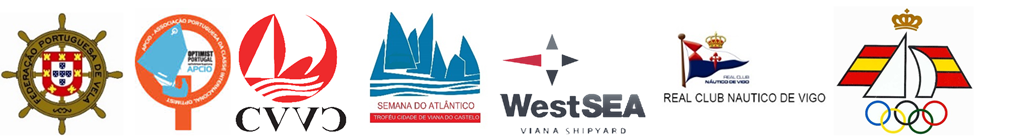 FEDERAÇÃO PORTUGUESA DE VELA
APCIO - ASSOCIAÇÃO PORTUGUESA DA CLASSE INTERNACIONAL OPTIMIST
OPTIMIST
PORTUGAL
APCIO
CVVC
SEMANA DO ATLÂNTICO
TROFÉU CIDADE DE VIANA DO CASTELO
WestSEA
VIANA SHIPYARD
REAL CLUB
NÁUTICO DE VIGO
REAL CLUB NAUTICO DE VIGO